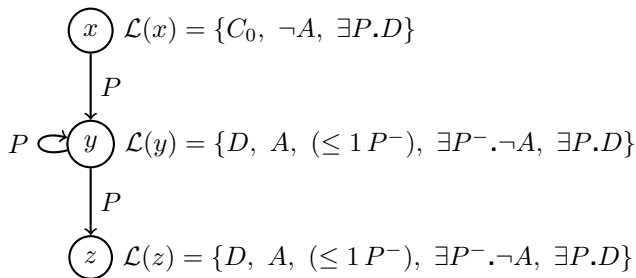 x L(x) = {C₀, ¬A, ∃P.D}
P
P y L(y) = {D, A, (≤ 1 P⁻), ∃P⁻.¬A, ∃P.D}
P
z L(z) = {D, A, (≤ 1 P⁻), ∃P⁻.¬A, ∃P.D}